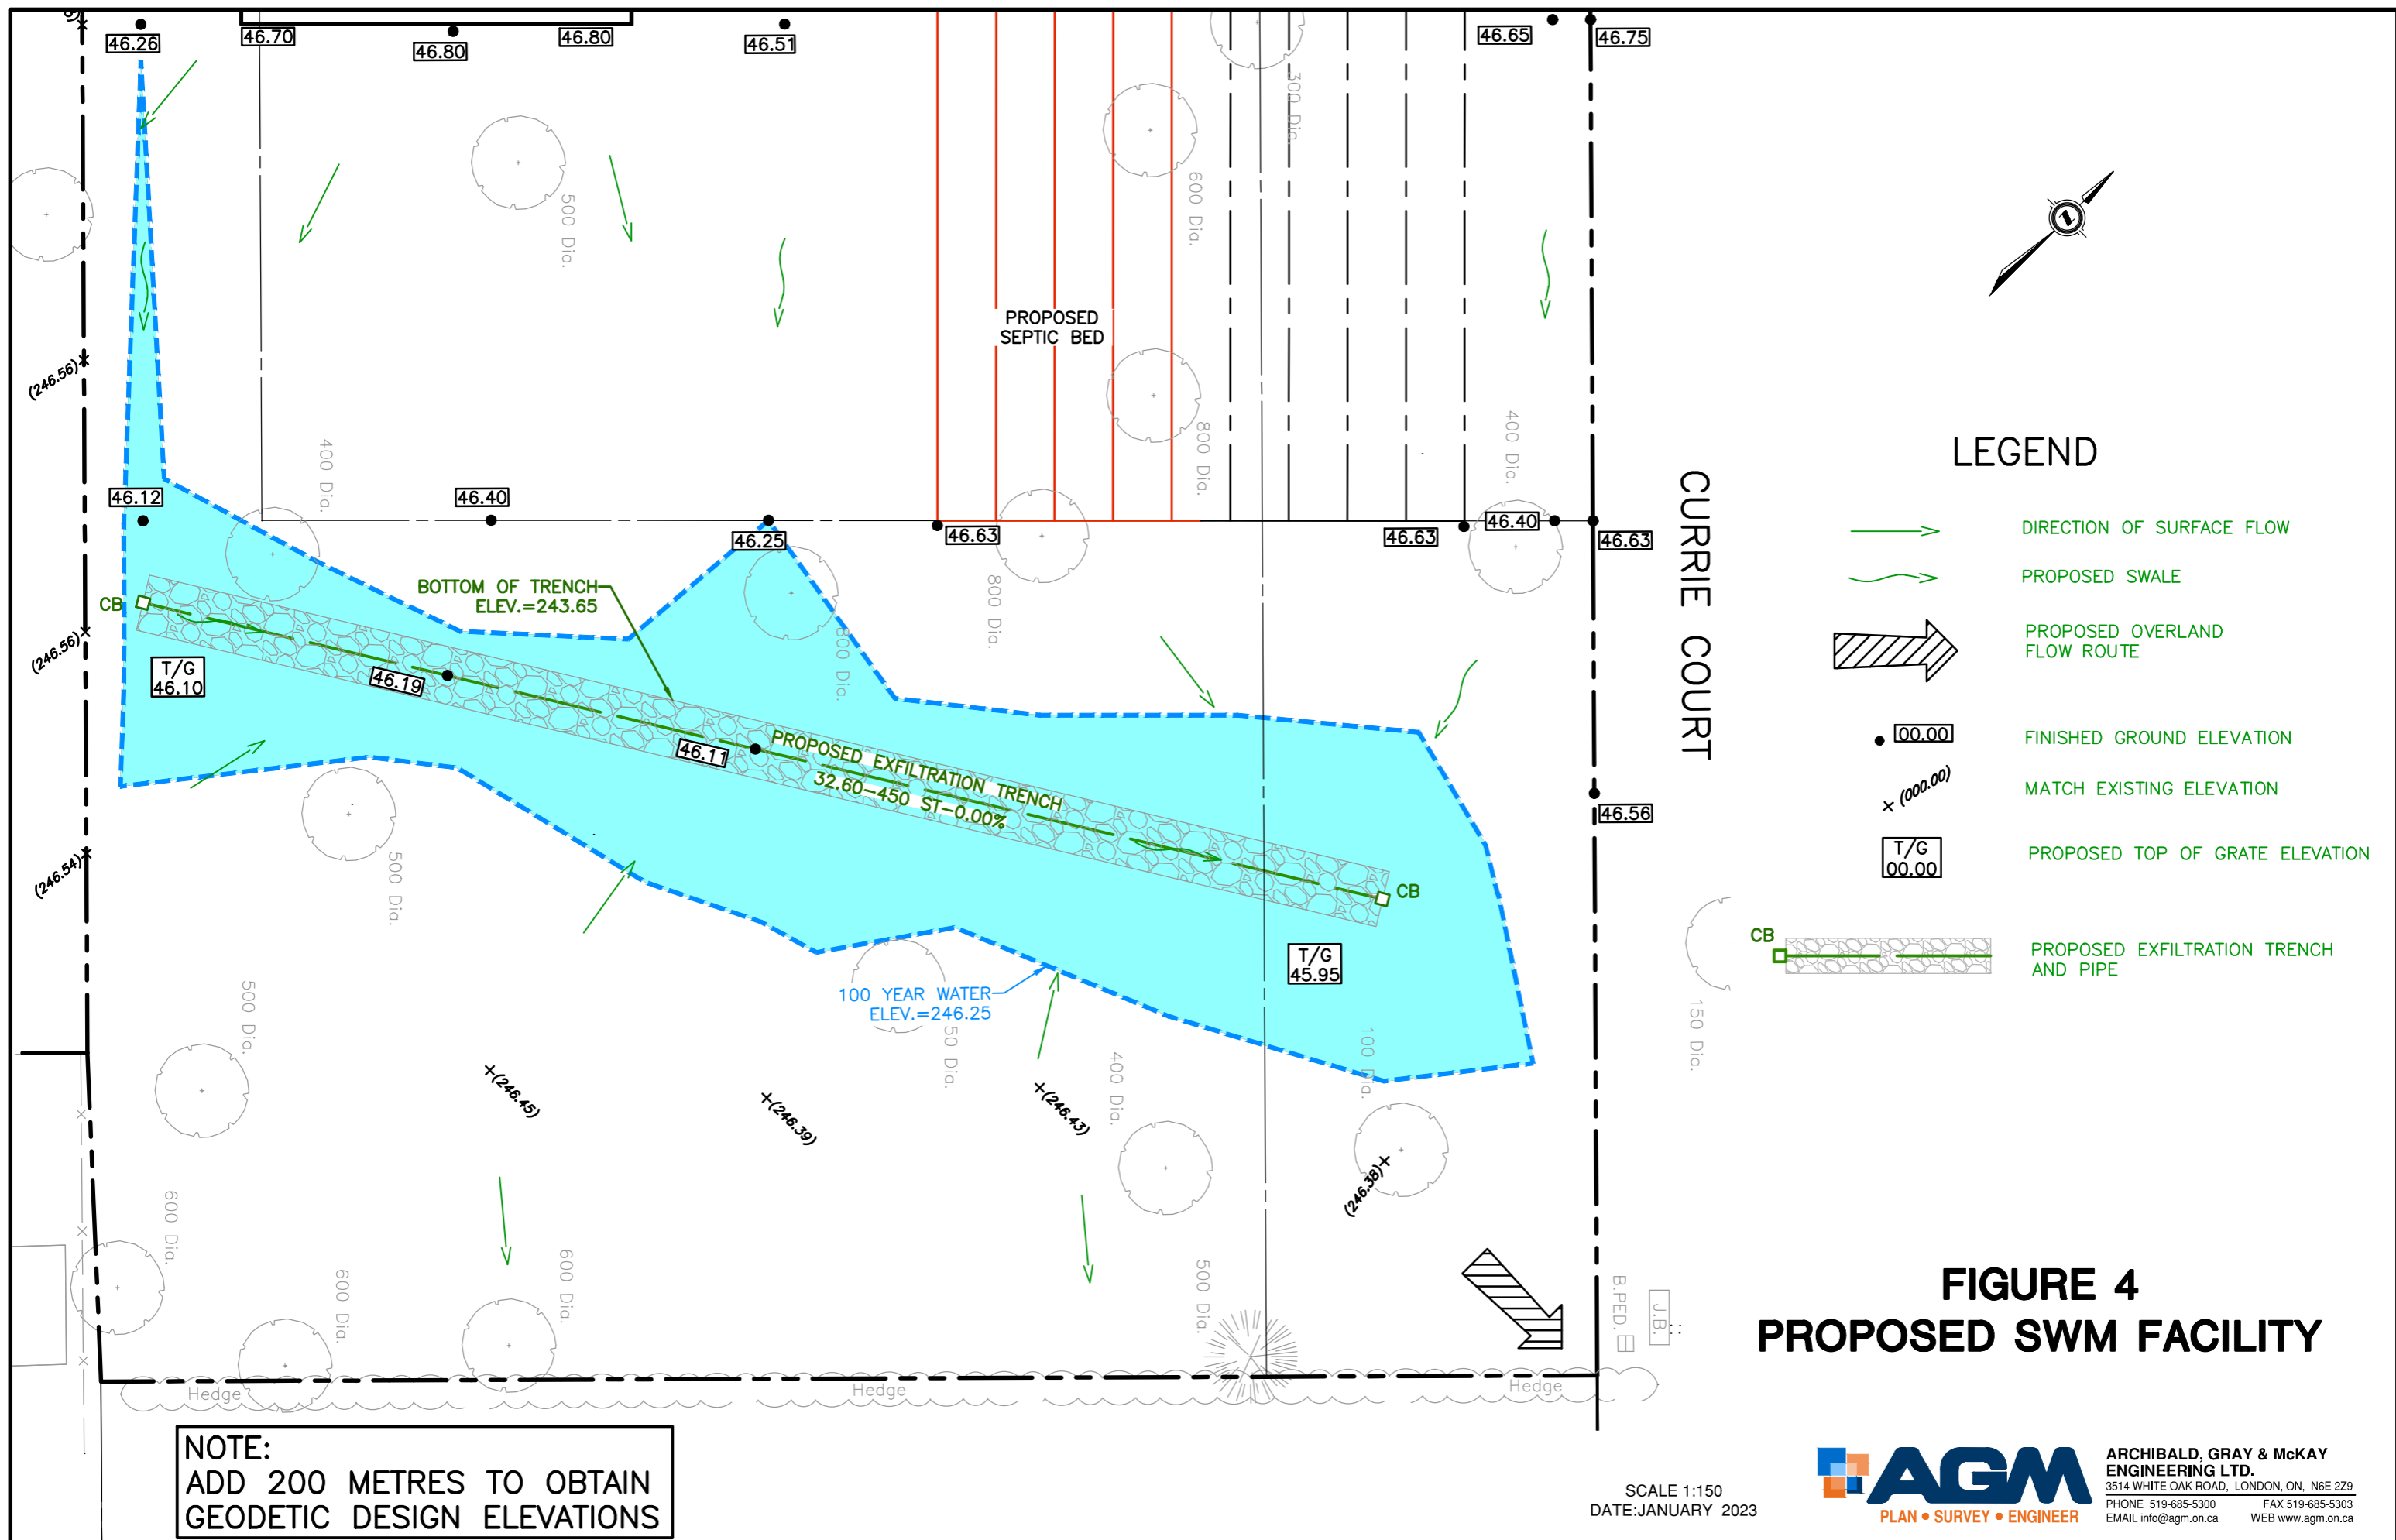 46.26
46.70
46.80
46.80
46.51
46.65
46.75
300 Dia.
500 Dia.
600 Dia.
PROPOSED
SEPTIC BED
(246.56)
400 Dia.
800 Dia.
400 Dia.
46.12
46.40
46.25
46.63
46.63
46.40
46.63
CURRIE COURT
BOTTOM OF TRENCH
ELEV.=243.65
CB
800 Dia.
800 Dia.
(246.56)
T/G
46.10
46.19
46.11
PROPOSED EXFILTRATION TRENCH
32.60-450 ST-0.00%
46.56
(246.54)
500 Dia.
CB
T/G
45.95
100 YEAR WATER
ELEV.=246.25
500 Dia.
50 Dia.
400 Dia.
100 Dia.
150 Dia.
(246.45)
(246.39)
(246.43)
(246.38)
600 Dia.
600 Dia.
600 Dia.
500 Dia.
B.PED.
J.B.
Hedge
Hedge
Hedge
LEGEND
DIRECTION OF SURFACE FLOW
PROPOSED SWALE
PROPOSED OVERLAND
FLOW ROUTE
00.00
FINISHED GROUND ELEVATION
(000.00)
MATCH EXISTING ELEVATION
T/G
00.00
PROPOSED TOP OF GRATE ELEVATION
CB
PROPOSED EXFILTRATION TRENCH
AND PIPE
FIGURE 4
PROPOSED SWM FACILITY
NOTE:
ADD 200 METRES TO OBTAIN
GEODETIC DESIGN ELEVATIONS
SCALE 1:150
DATE:JANUARY 2023
AGM
PLAN • SURVEY • ENGINEER
ARCHIBALD, GRAY & McKAY
ENGINEERING LTD.
3514 WHITE OAK ROAD, LONDON, ON, N6E 2Z9
PHONE 519-685-5300 FAX 519-685-5303
EMAIL info@agm.on.ca WEB www.agm.on.ca